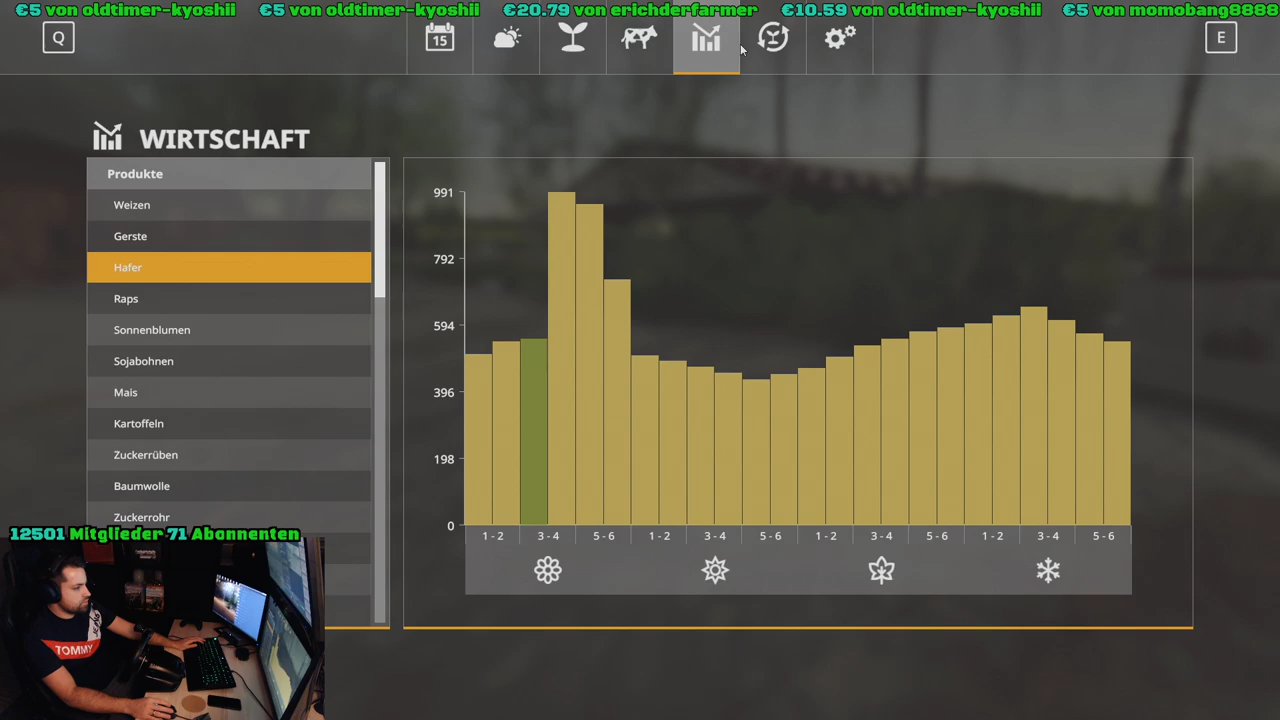 €5 von oldtimer-kyoshii €5 von oldtimer-kyoshii €20.79 von erichderfarmer €10.59 von oldtimer-kyoshii €5 von momobang8888
Q
15
E
WIRTSCHAFT
Produkte
Weizen
Gerste
Hafer
Raps
Sonnenblumen
Sojabohnen
Mais
Kartoffeln
Zuckerrüben
Baumwolle
Zuckerrohr
991
792
594
396
198
0
1 - 2 3 - 4 5 - 6 1 - 2 3 - 4 5 - 6 1 - 2 3 - 4 5 - 6 1 - 2 3 - 4 5 - 6
12501 Mitglieder 71 Abonnenten
TOMMY